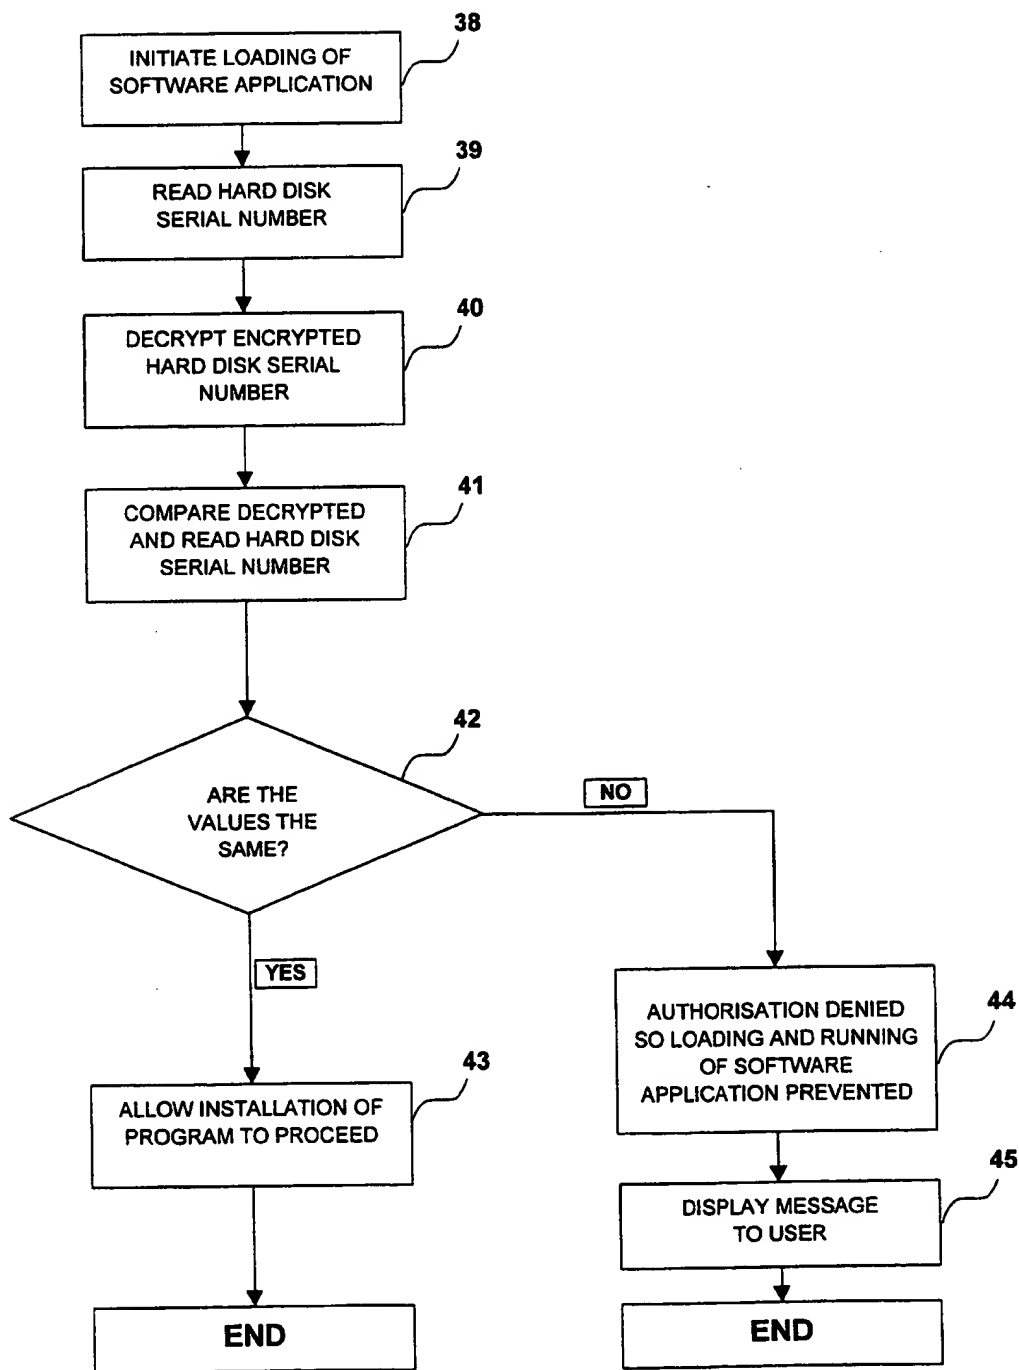 38
INITIATE LOADING OF
SOFTWARE APPLICATION
39
READ HARD DISK
SERIAL NUMBER
40
DECRYPT ENCRYPTED
HARD DISK SERIAL
NUMBER
41
COMPARE DECRYPTED
AND READ HARD DISK
SERIAL NUMBER
42
ARE THE
VALUES THE
SAME?
NO
YES
43
ALLOW INSTALLATION OF
PROGRAM TO PROCEED
END
44
AUTHORISATION DENIED
SO LOADING AND RUNNING
OF SOFTWARE
APPLICATION PREVENTED
45
DISPLAY MESSAGE
TO USER
END